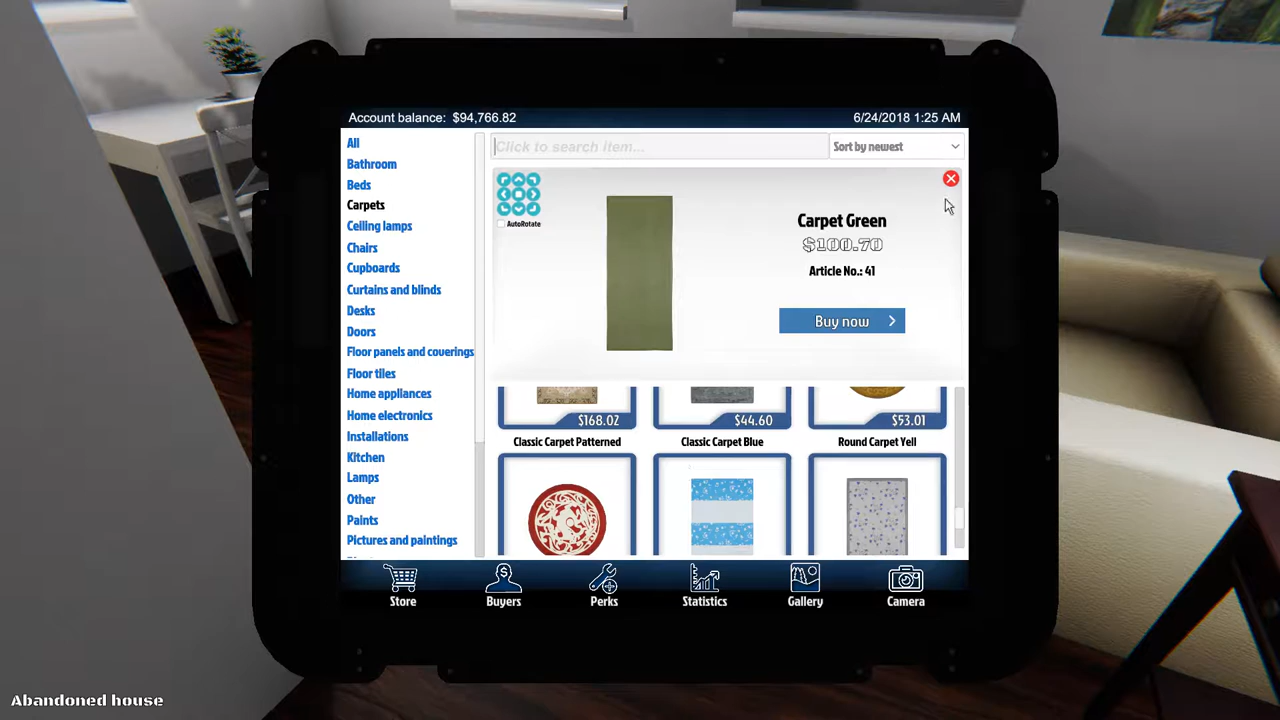 Account balance: $94,766.82
6/24/2018 1:25 AM
All
Bathroom
Beds
Carpets
Ceiling lamps
Chairs
Cupboards
Curtains and blinds
Desks
Doors
Floor panels and coverings
Floor tiles
Home appliances
Home electronics
Installations
Kitchen
Lamps
Other
Paints
Pictures and paintings
Click to search item...
Sort by newest
AutoRotate
Carpet Green
$100.70
Article No.: 41
Buy now
$168.02
$44.60
$53.01
Classic Carpet Patterned
Classic Carpet Blue
Round Carpet Yell
Store
Buyers
Perks
Statistics
Gallery
Camera
Abandoned house